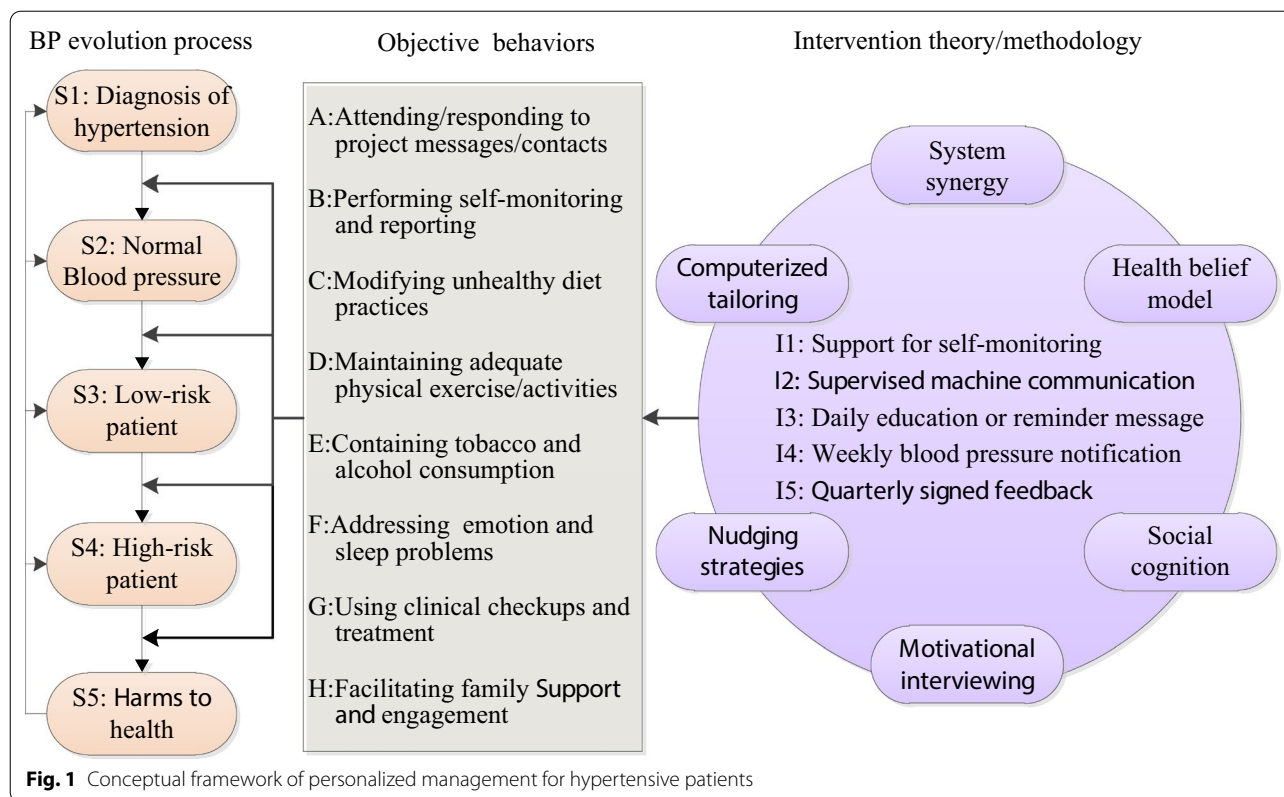 BP evolution process
S1: Diagnosis of
hypertension
S2: Normal
Blood pressure
S3: Low-risk
patient
S4: High-risk
patient
S5: Harms to
health
Objective behaviors
A:Attending/responding to
project messages/contacts
B:Performing self-monitoring
and reporting
C:Modifying unhealthy diet
practices
D:Maintaining adequate
physical exercise/activities
E:Containing tobacco and
alcohol consumption
F:Addressing emotion and
sleep problems
G:Using clinical checkups and
treatment
H:Facilitating family Support
and engagement
Intervention theory/methodology
System
synergy
Computerized
tailoring
Health belief
model
I1: Support for self-monitoring
I2: Supervised machine communication
I3: Daily education or reminder message
I4: Weekly blood pressure notification
I5: Quarterly signed feedback
Nudging
strategies
Social
cognition
Motivational
interviewing
Fig. 1 Conceptual framework of personalized management for hypertensive patients